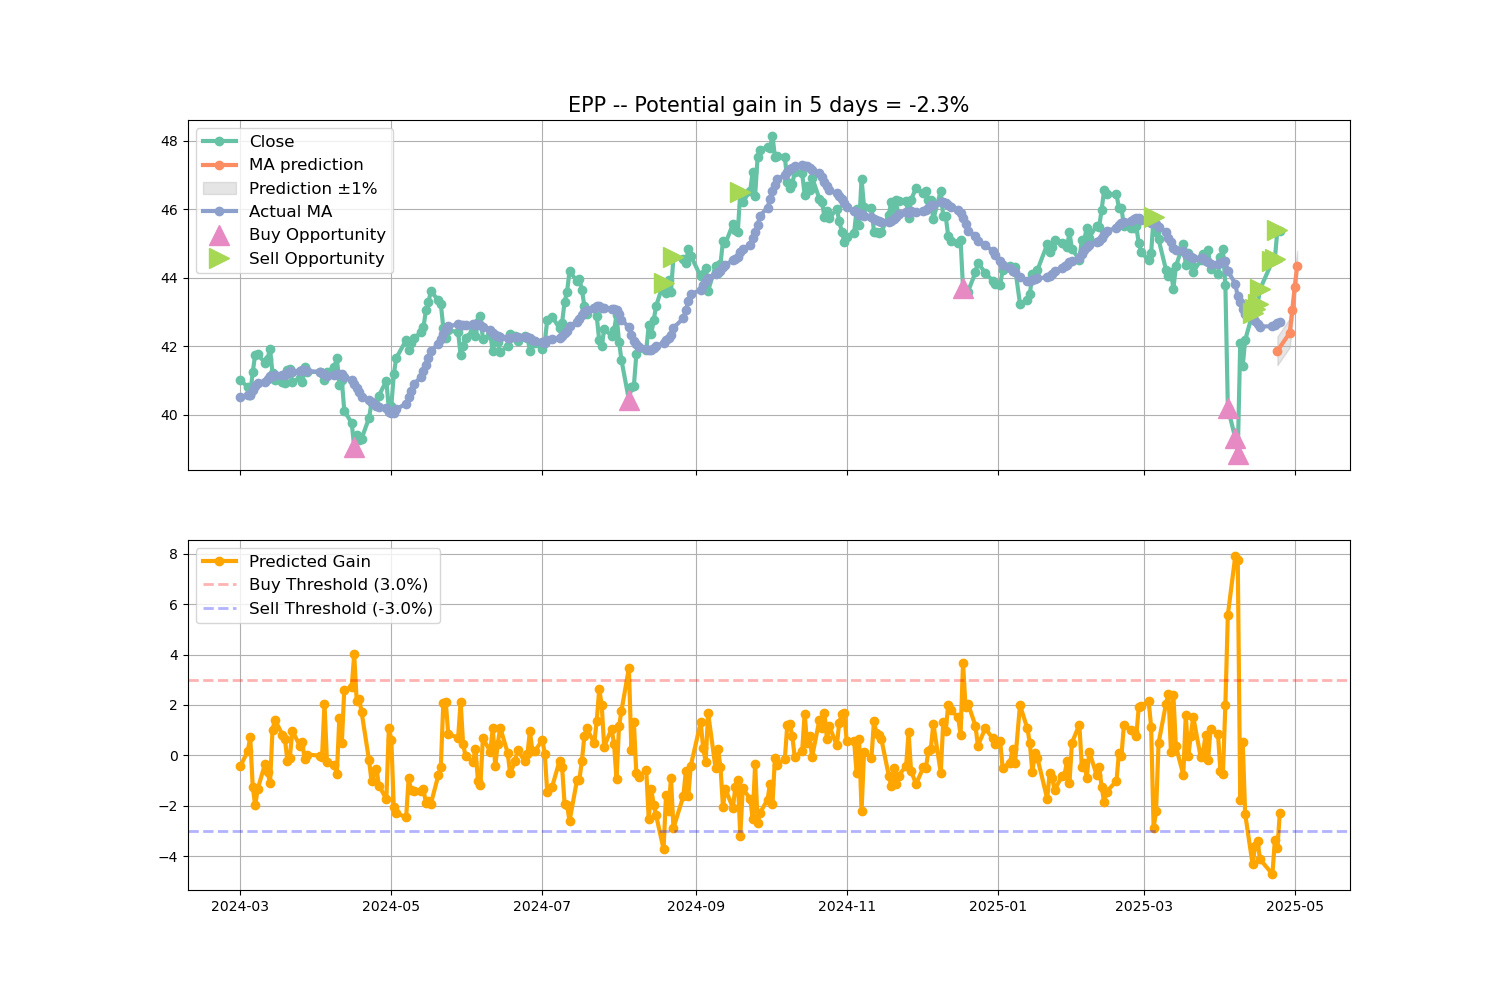 EPP -- Potential gain in 5 days = -2.3%
48
46
44
42
40
Close
MA prediction
Prediction ±1%
Actual MA
Buy Opportunity
Sell Opportunity
8
6
4
2
0
−2
−4
Predicted Gain
Buy Threshold (3.0%)
Sell Threshold (-3.0%)
2024-03
2024-05
2024-07
2024-09
2024-11
2025-01
2025-03
2025-05